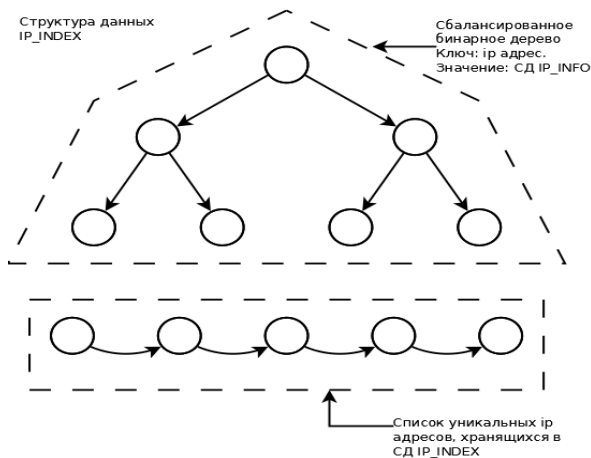 Структура данных
IP_INDEX
Сбалансированное
бинарное дерево
Ключ: ip адрес.
Значение: СД IP_INFO
Список уникальных ip
адресов, хранящихся в
СД IP_INDEX